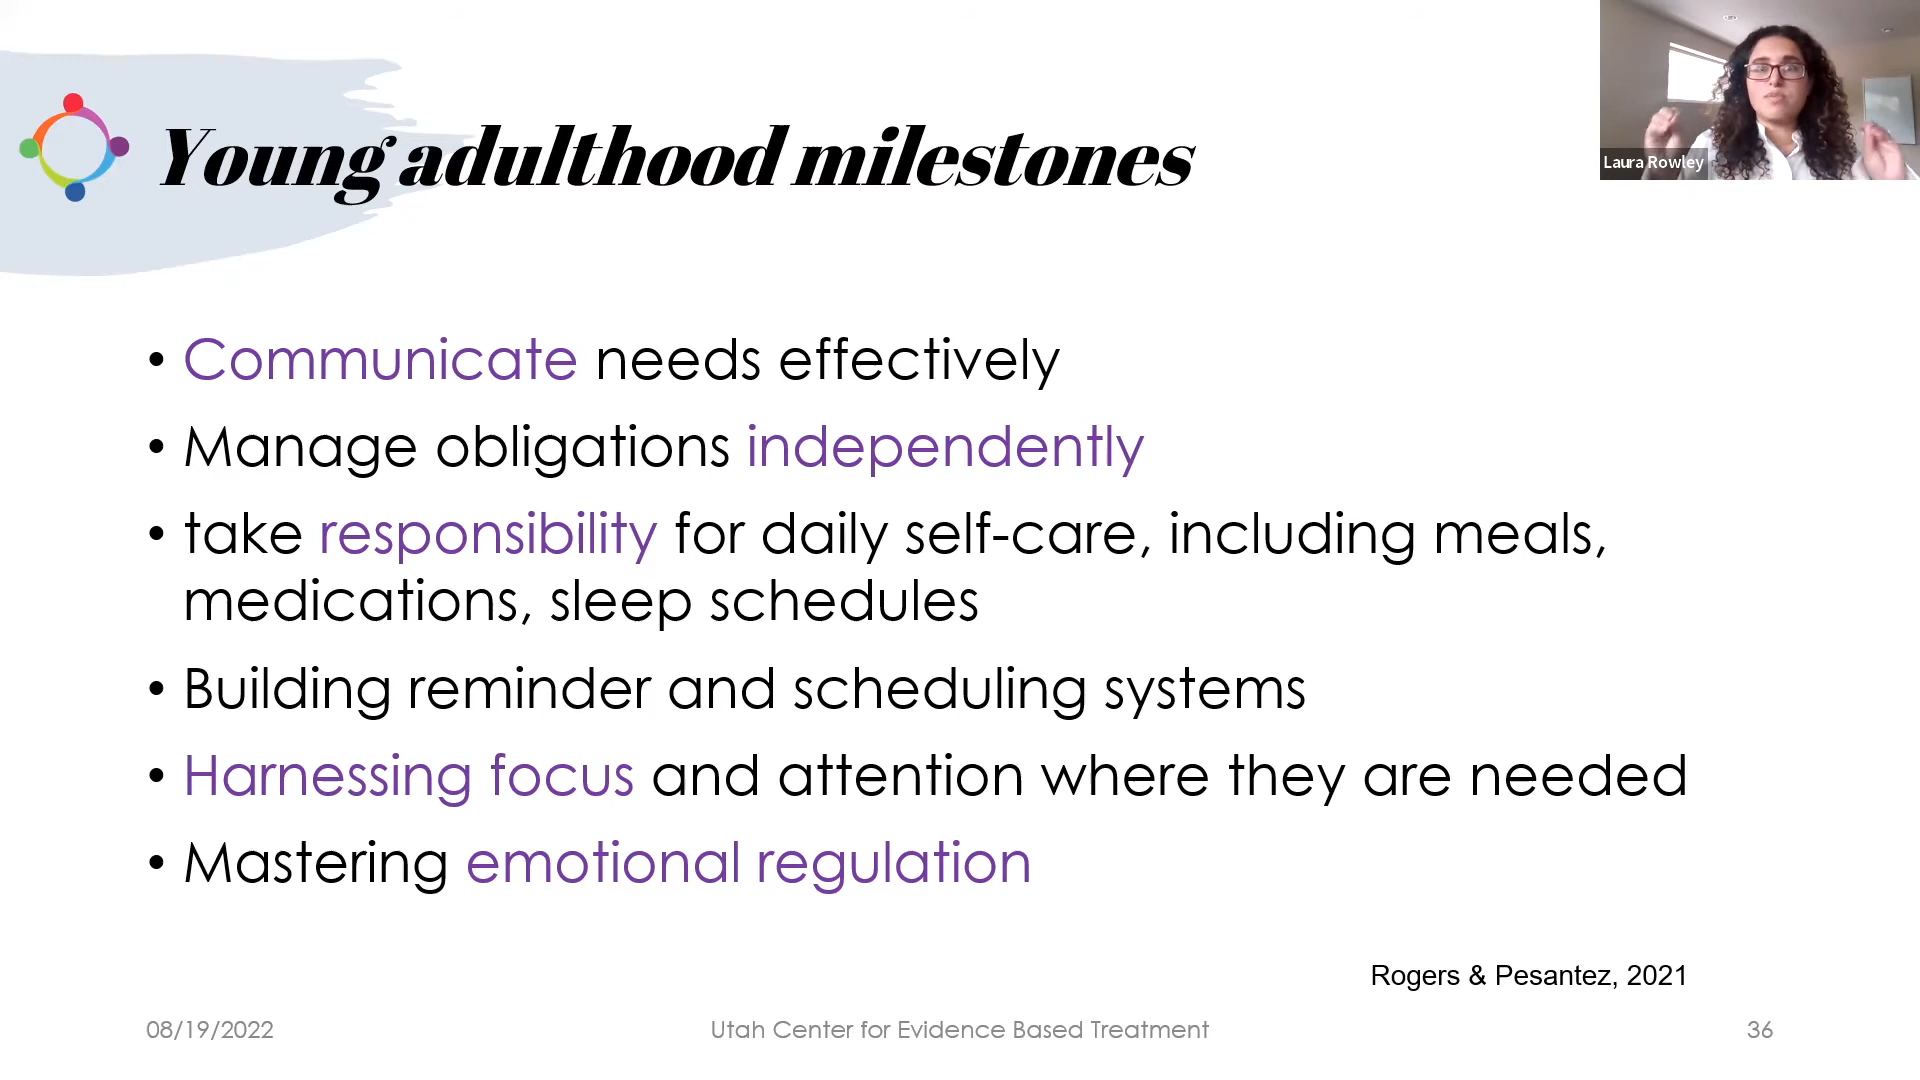 Young adulthood milestones
Laura Rowley
• Communicate needs effectively
• Manage obligations independently
• take responsibility for daily self-care, including meals,
medications, sleep schedules
• Building reminder and scheduling systems
• Harnessing focus and attention where they are needed
• Mastering emotional regulation
Rogers & Pesantez, 2021
08/19/2022
Utah Center for Evidence Based Treatment
36